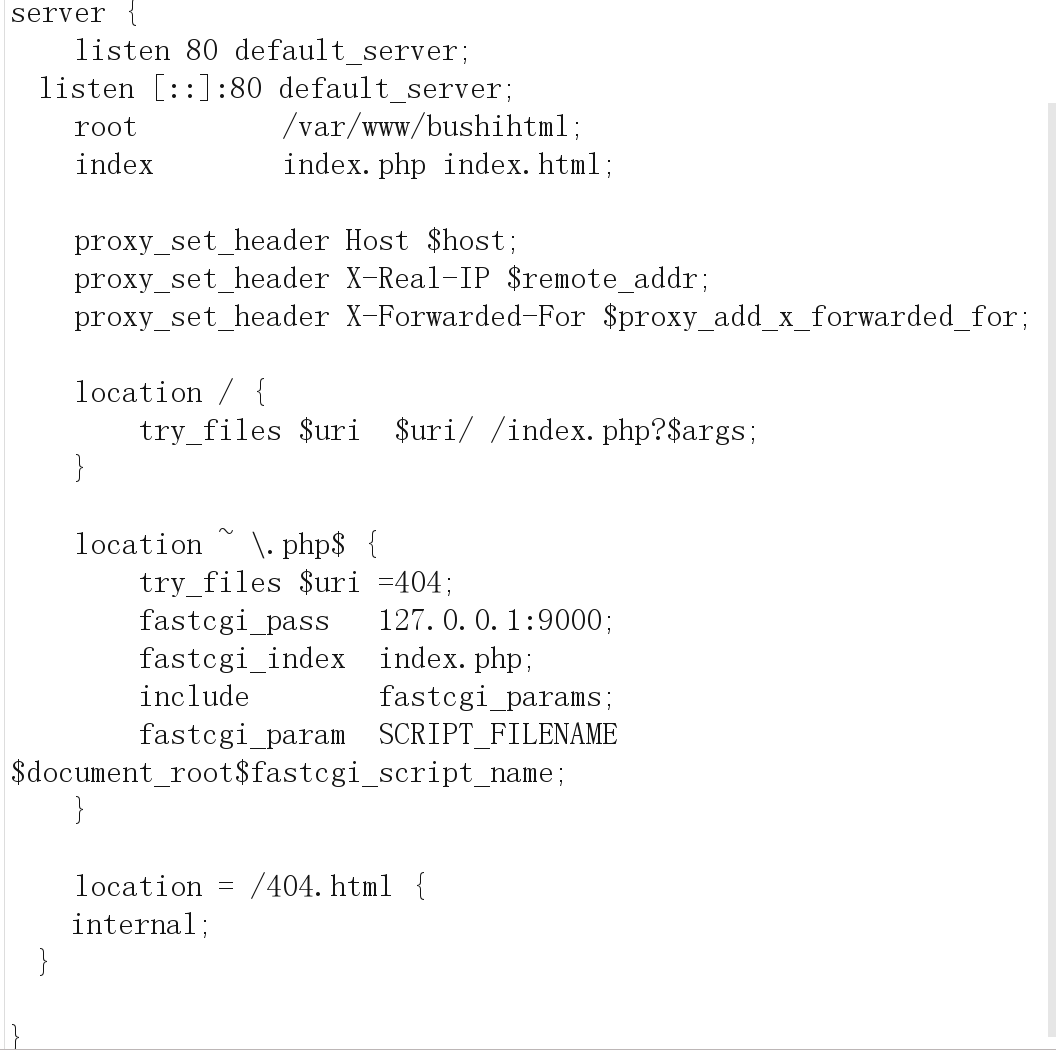 server {
    listen 80 default_server;
  listen [::]:80 default_server;
    root         /var/www/bushihtml;
    index        index.php index.html;

    proxy_set_header Host $host;
    proxy_set_header X-Real-IP $remote_addr;
    proxy_set_header X-Forwarded-For $proxy_add_x_forwarded_for;

    location / {
        try_files $uri  $uri/ /index.php?$args;
    }

    location ~ \.php$ {
        try_files $uri =404;
        fastcgi_pass   127.0.0.1:9000;
        fastcgi_index  index.php;
        include        fastcgi_params;
        fastcgi_param  SCRIPT_FILENAME
$document_root$fastcgi_script_name;
    }

    location = /404.html {
    internal;
  }

}